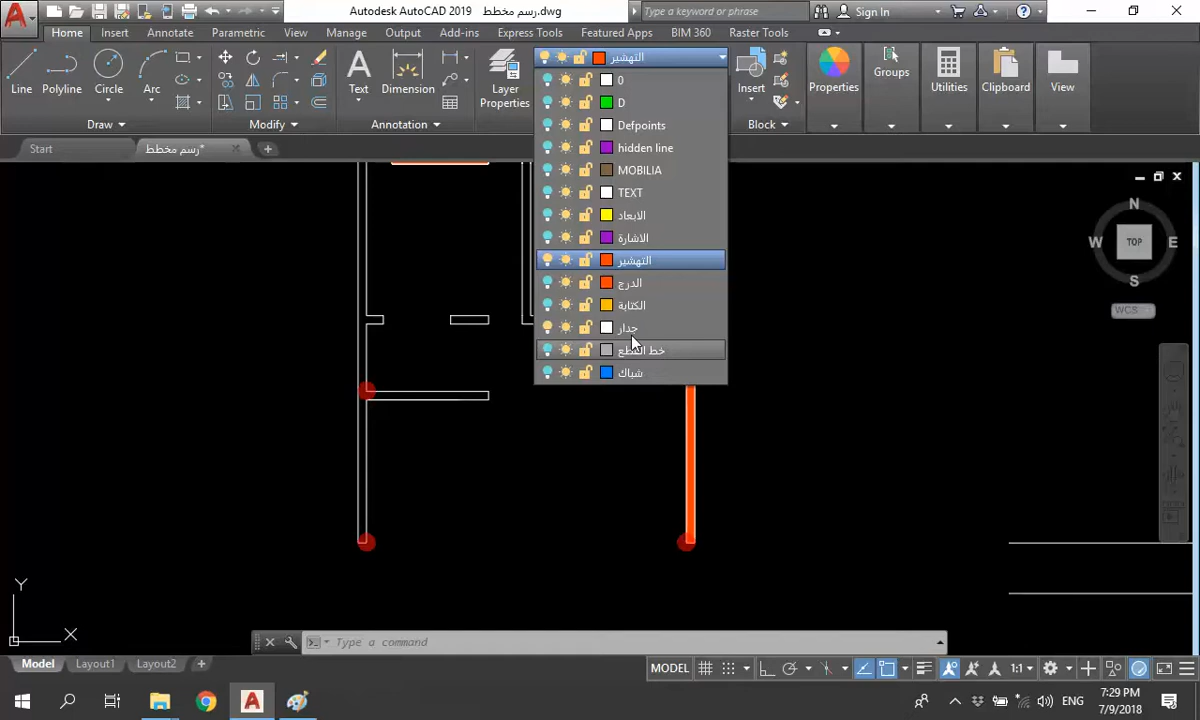 Autodesk AutoCAD 2019 رسم مخطط.dwg
Type a keyword or phrase
Sign In
Home Insert Annotate Parametric View Manage Output Add-ins Express Tools Featured Apps BIM 360 Raster Tools
Line Polyline Circle Arc
Text Dimension
Layer Properties
التهشير
Insert
Properties
Groups
Utilities
Clipboard
View
Draw Modify Annotation Block
Start
رسم مخطط*
0
D
Defpoints
hidden line
MOBILIA
TEXT
الابعاد
الاشارة
التهشير
الدرج
الكتابة
جدار
خط القطع
شباك
N
W TOP E
S
WCS
Y
X
Type a command
Model Layout1 Layout2
MODEL 1:1
ENG
7:29 PM
7/9/2018